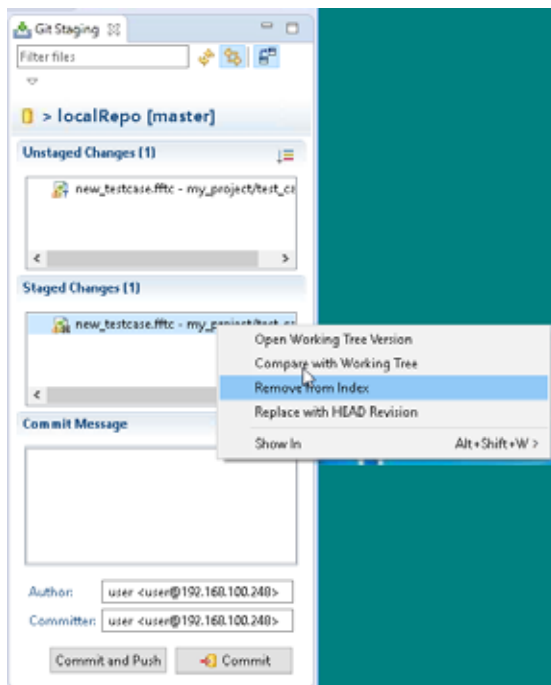 Git Staging
Filter files
> localRepo [master]
Unstaged Changes (1)
new_testcase.fftc - my_project/test_ca
Staged Changes (1)
new_testcase.fftc - my_project/test_ca
Open Working Tree Version
Compare with Working Tree
Remove from Index
Replace with HEAD Revision
Show In Alt+Shift+W >
Commit Message
Author: user <user@192.168.100.248>
Committer: user <user@192.168.100.248>
Commit and Push Commit